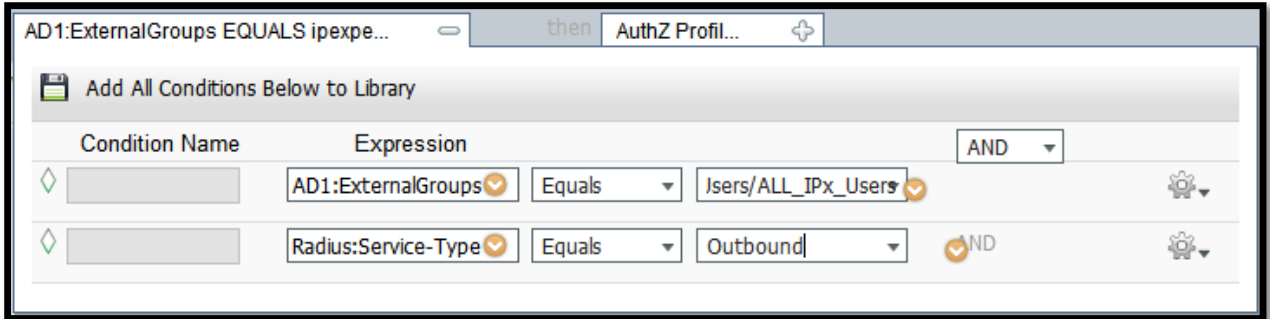 AD1:ExternalGroups EQUALS ipexpe... then AuthZ Profil...
Add All Conditions Below to Library
Condition Name Expression AND
AD1:ExternalGroups Equals Jsers/ALL_IPx_Users
Radius:Service-Type Equals Outbound AND